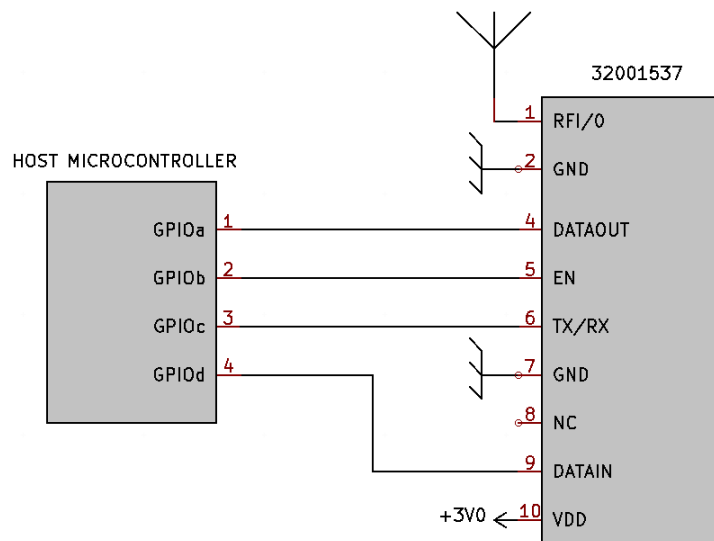 32001537
1 RFI/O
2 GND
HOST MICROCONTROLLER
GPIOa 1 4 DATAOUT
GPIOb 2 5 EN
GPIOc 3 6 TX/RX
GPIOd 4 7 GND
8 NC
9 DATAIN
+3V0 10 VDD